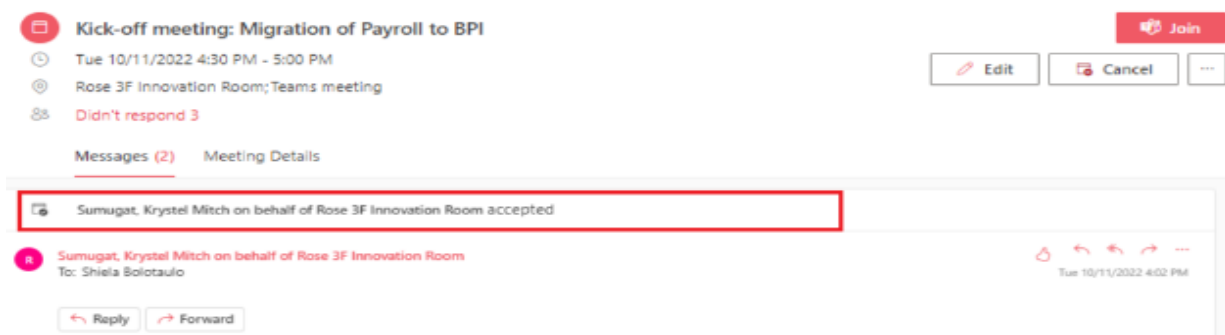 Kick-off meeting: Migration of Payroll to BPI
Join
Tue 10/11/2022 4:30 PM - 5:00 PM
Edit
Cancel
Rose 3F Innovation Room; Teams meeting
Didn't respond 3
Messages (2) Meeting Details
Sumugat, Krystel Mitch on behalf of Rose 3F Innovation Room accepted
R
Sumugat, Krystel Mitch on behalf of Rose 3F Innovation Room
To: Shiela Bolotaulo
Tue 10/11/2022 4:02 PM
Reply
Forward